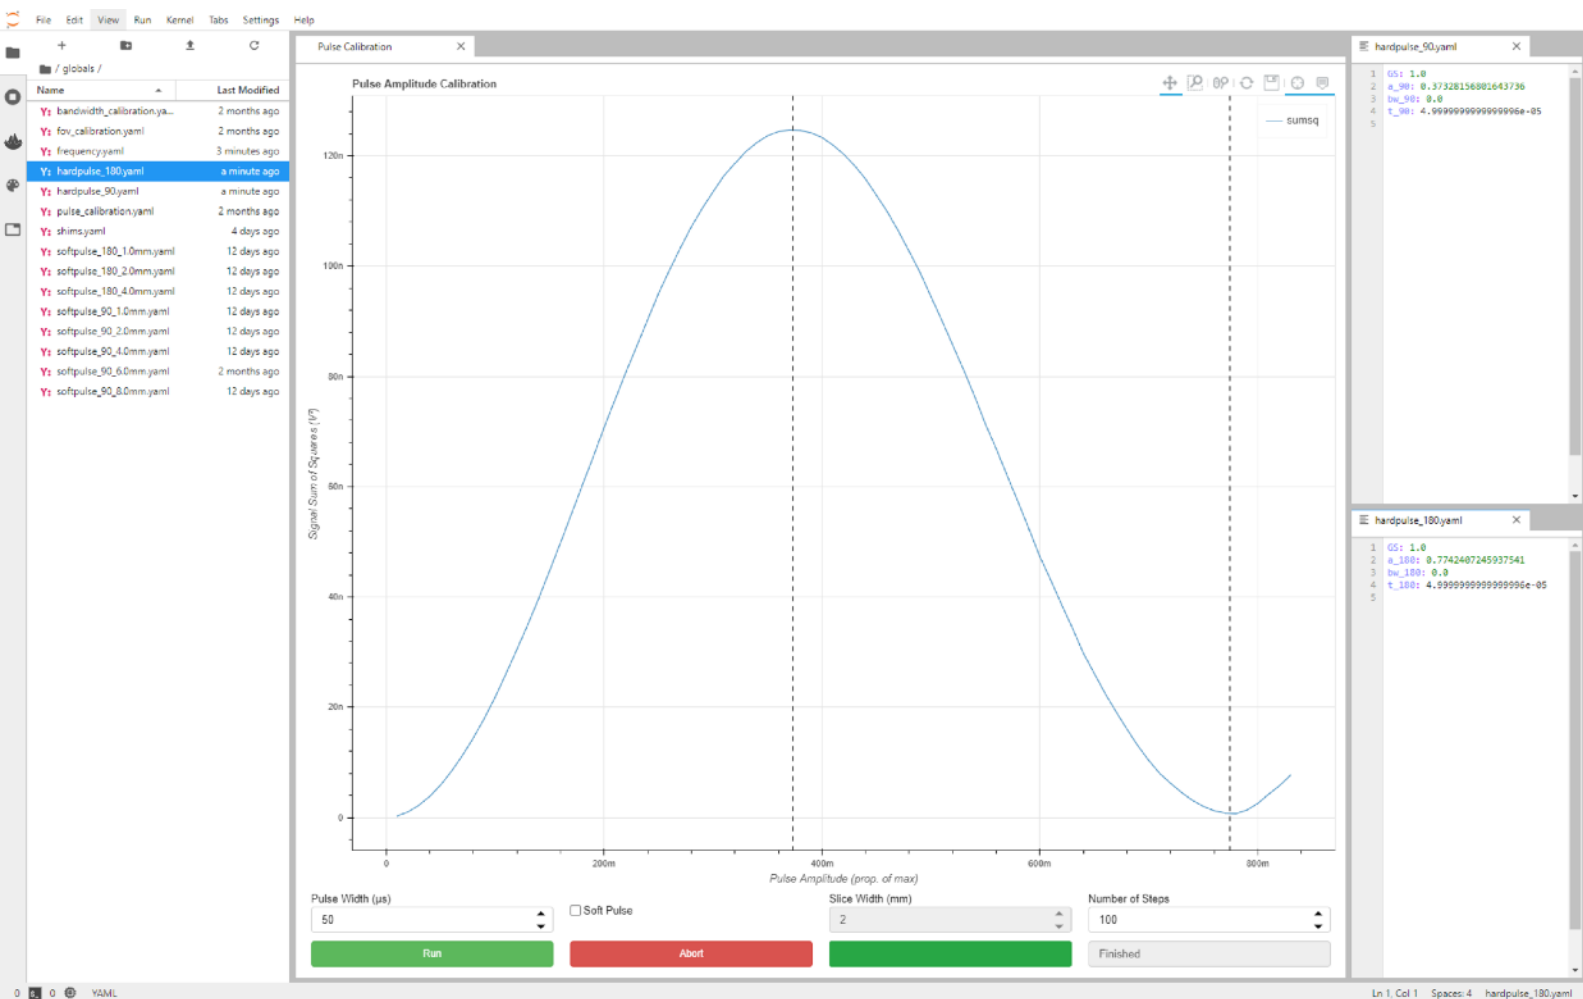 File Edit View Run Kernel Tabs Settings Help
/ globals /
Name Last Modified
Y: bandwidth_calibration.ya... 2 months ago
Y: fov_calibration.yaml 2 months ago
Y: frequency.yaml 3 minutes ago
Y: hardpulse_180.yaml a minute ago
Y: hardpulse_90.yaml a minute ago
Y: pulse_calibration.yaml 2 months ago
Y: shims.yaml 4 days ago
Y: softpulse_180_1.0mm.yaml 12 days ago
Y: softpulse_180_2.0mm.yaml 12 days ago
Y: softpulse_180_4.0mm.yaml 12 days ago
Y: softpulse_90_1.0mm.yaml 12 days ago
Y: softpulse_90_2.0mm.yaml 12 days ago
Y: softpulse_90_4.0mm.yaml 12 days ago
Y: softpulse_90_6.0mm.yaml 2 months ago
Y: softpulse_90_8.0mm.yaml 12 days ago
Pulse Calibration
Pulse Amplitude Calibration
sumsq
120n
100n
80n
60n
40n
20n
0
Signal Sum of Squares (V²)
0 200m 400m 600m 800m
Pulse Amplitude (prop. of max)
Pulse Width (μs)
50
Soft Pulse
Slice Width (mm)
2
Number of Steps
100
Run
Abort
Finished
hardpulse_90.yaml
1 GS: 1.0
2 a_90: 0.37328156801643736
3 bw_90: 0.0
4 t_90: 4.9999999999999996e-05
5
hardpulse_180.yaml
1 GS: 1.0
2 a_180: 0.7742407245937541
3 bw_180: 0.0
4 t_180: 4.9999999999999996e-05
5
0 0 YAML
Ln 1, Col 1 Spaces: 4 hardpulse_180.yaml